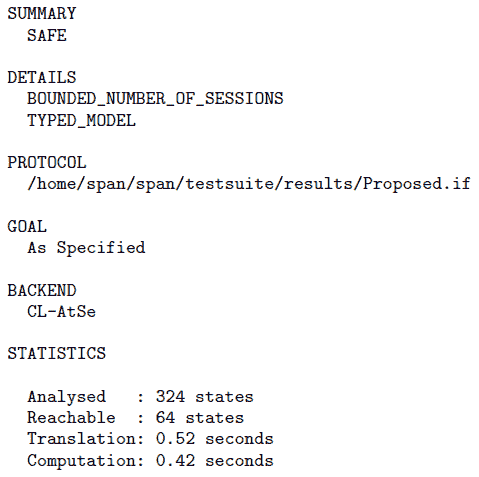 SUMMARY
SAFE
DETAILS
BOUNDED_NUMBER_OF_SESSIONS
TYPED_MODEL
PROTOCOL
/home/span/span/testsuite/results/Proposed.if
GOAL
As Specified
BACKEND
CL-AtSe
STATISTICS
Analysed : 324 states
Reachable : 64 states
Translation: 0.52 seconds
Computation: 0.42 seconds